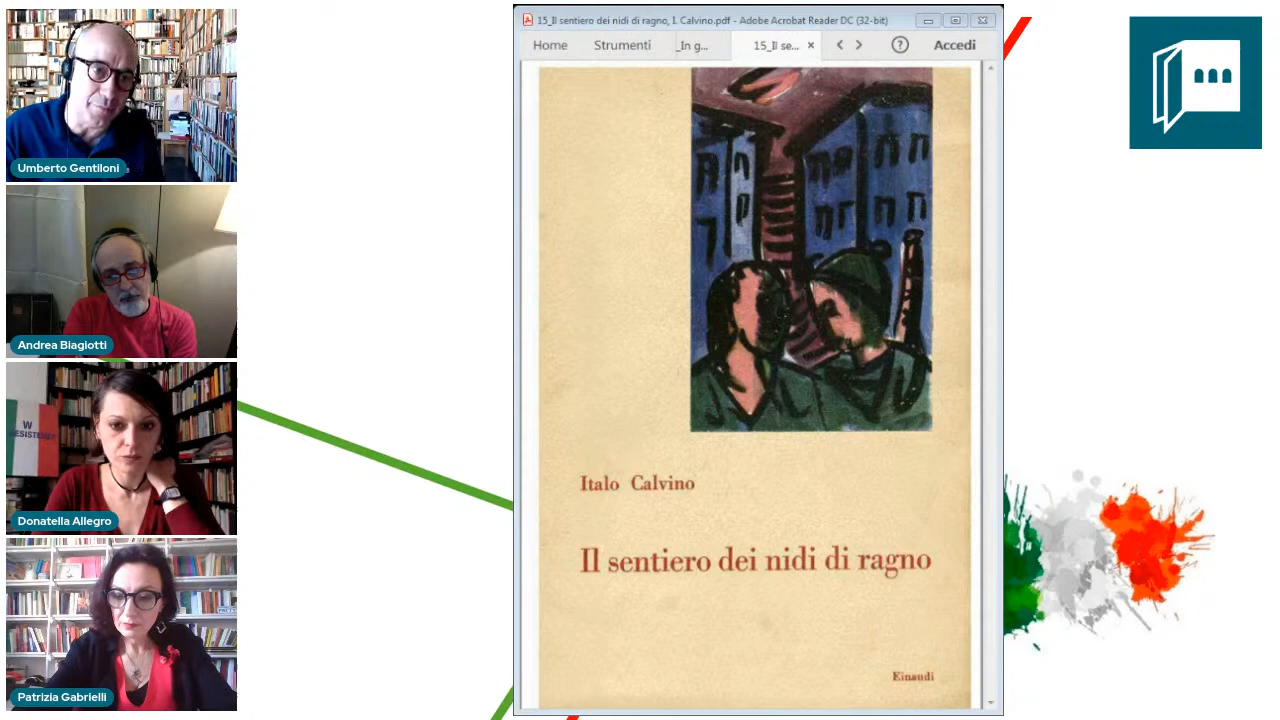 Umberto Gentiloni
Andrea Biagiotti
W
Donatella Allegro
Patrizia Gabrielli
15_Il sentiero dei nidi di ragno, I. Calvino.pdf - Adobe Acrobat Reader DC (32-bit)
Home Strumenti _In g... 15_Il se... × ? Accedi
Italo Calvino
Il sentiero dei nidi di ragno
Einaudi